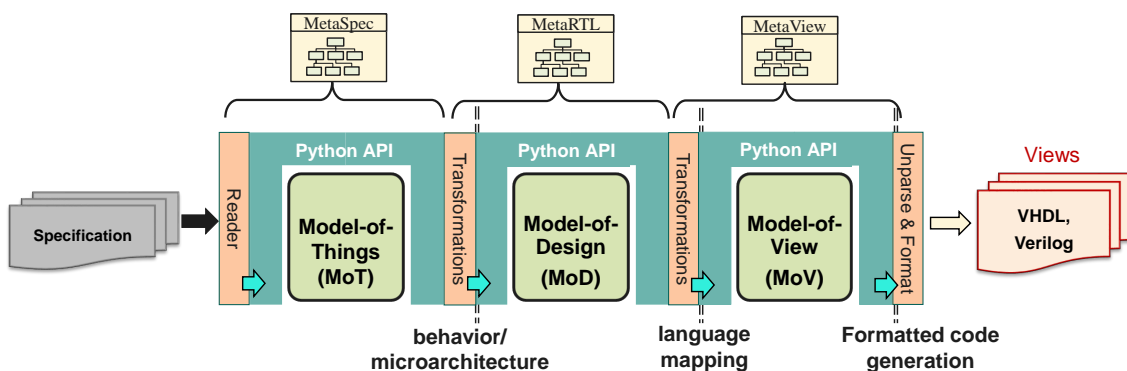 MetaSpec
MetaRTL
MetaView
Python API
Python API
Python API
Reader
Transformations
Transformations
Unparse & Format
Views
Specification
Model-of-
Things
(MoT)
Model-of-
Design
(MoD)
Model-of-
View
(MoV)
VHDL,
Verilog
behavior/
microarchitecture
language
mapping
Formatted code
generation